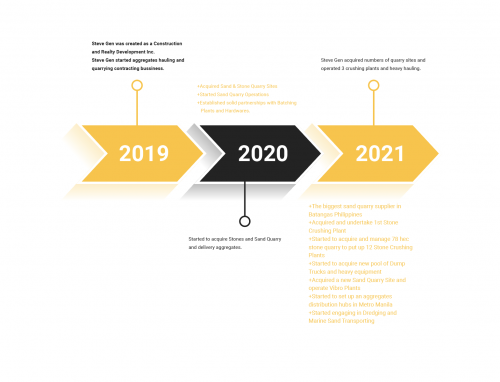 Steve Gen was created as a Construction
and Realty Development Inc.
Steve Gen started aggregates hauling and
quarrying contracting bussiness.
2019
•Acquired Sand & Stone Quarry Sites
•Started Sand Quarry Operations
•Established solid partnerships with Batching
Plants and Hardwares
2020
Started to acquire Stones and Sand Quarry
and delivery aggregates.
Steve Gen acquired numbers of quarry sites and
operated 3 crushing plants and heavy hauling.
2021
•The biggest sand quarry supplier in
Batangas Philippines
•Acquired and undertake 1st Stone
Crushing Plant
•Started to acquire and manage 70 hec.
stone quarry to put up 12 Stone Crushing
Plants
•Started to acquire new pool of Dump
Trucks and heavy equipment
•Acquired a new Sand Quarry Site and
operate Vibro Plants
•Started to set up an aggregates
distribution hubs in Metro Manila
•Started engaging in Dredging and
Marine Sand Transporting